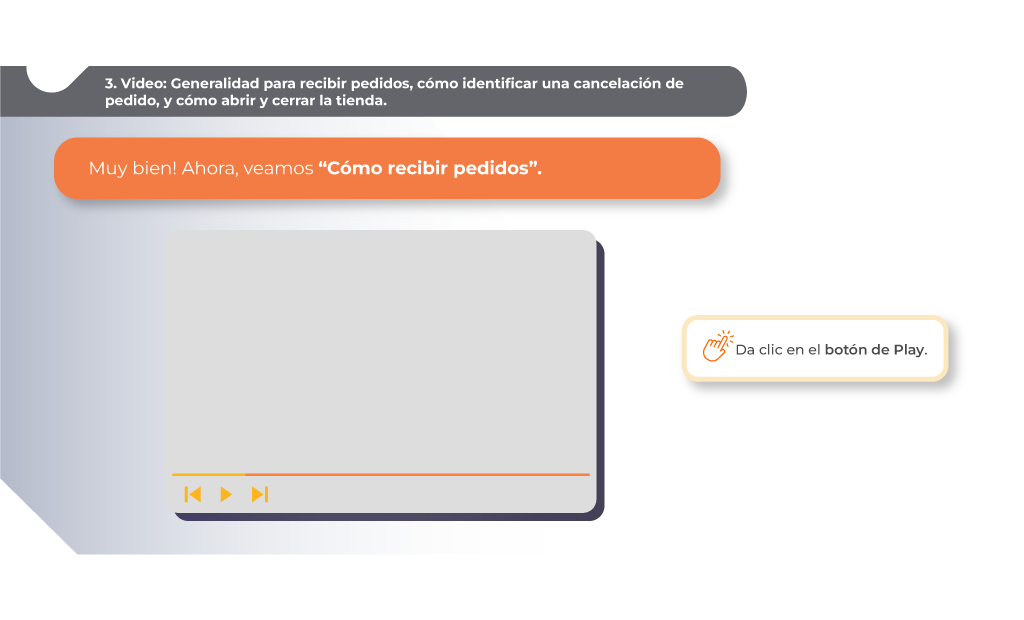 3. Video: Generalidad para recibir pedidos, cómo identificar una cancelación de
pedido, y cómo abrir y cerrar la tienda.
Muy bien! Ahora, veamos “Cómo recibir pedidos”.
Da clic en el botón de Play.